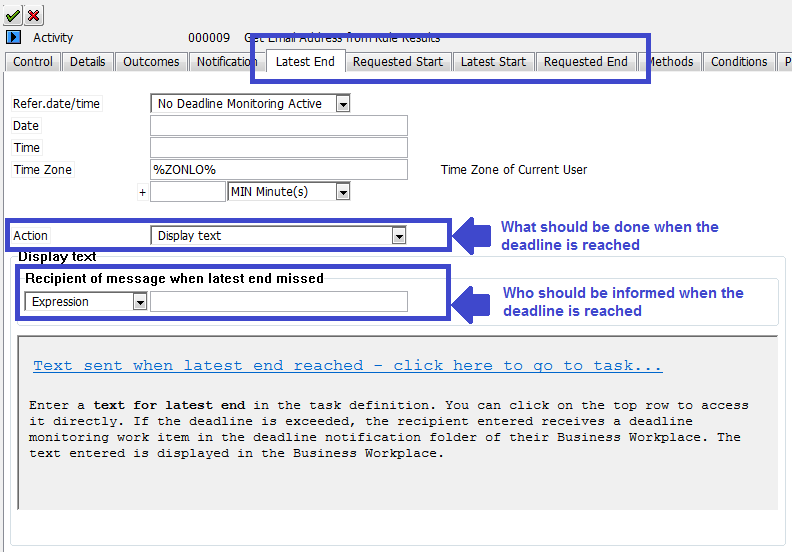 Activity 000009 Get Email Address from Rule Results
Control Details Outcomes Notification Latest End Requested Start Latest Start Requested End Methods Conditions P
Refer.date/time No Deadline Monitoring Active
Date
Time
Time Zone %ZONLO% Time Zone of Current User
+ MIN Minute(s)
Action Display text
What should be done when the
deadline is reached
Display text
Recipient of message when latest end missed
Expression
Who should be informed when the
deadline is reached
Text sent when latest end reached - click here to go to task...
Enter a text for latest end in the task definition. You can click on the top row to access
it directly. If the deadline is exceeded, the recipient entered receives a deadline
monitoring work item in the deadline notification folder of their Business Workplace. The
text entered is displayed in the Business Workplace.